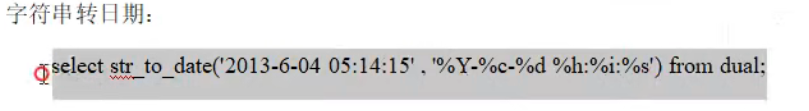 字符串转日期：
select str_to_date('2013-6-04 05:14:15' , '%Y-%c-%d %h:%i:%s') from dual;